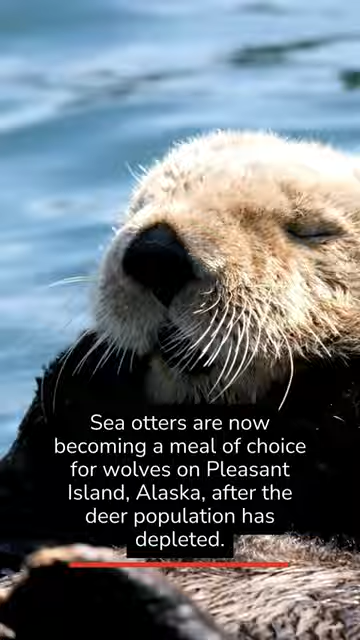 Sea otters are now
becoming a meal of choice
for wolves on Pleasant
Island, Alaska, after the
deer population has
depleted.